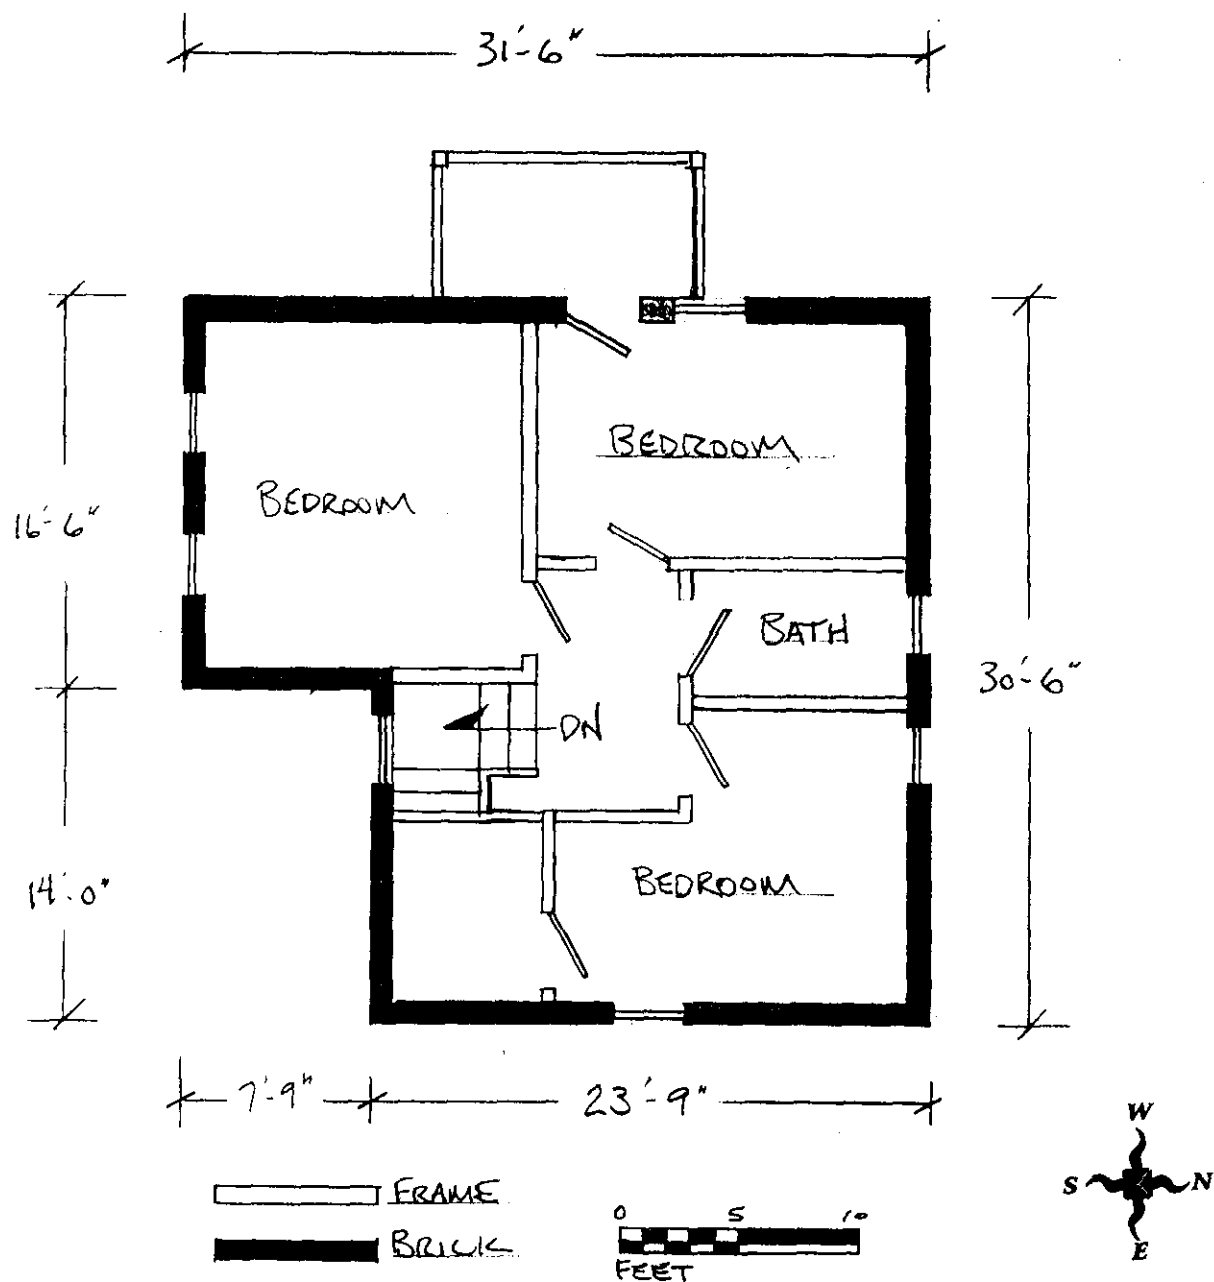 31'-6"
BEDROOM
BEDROOM
16'-6"
BATH
30'-6"
DN
14'-0"
BEDROOM
7'-9"
23'-9"
W
S N
E
FRAME
BRICK
0 5 10
FEET